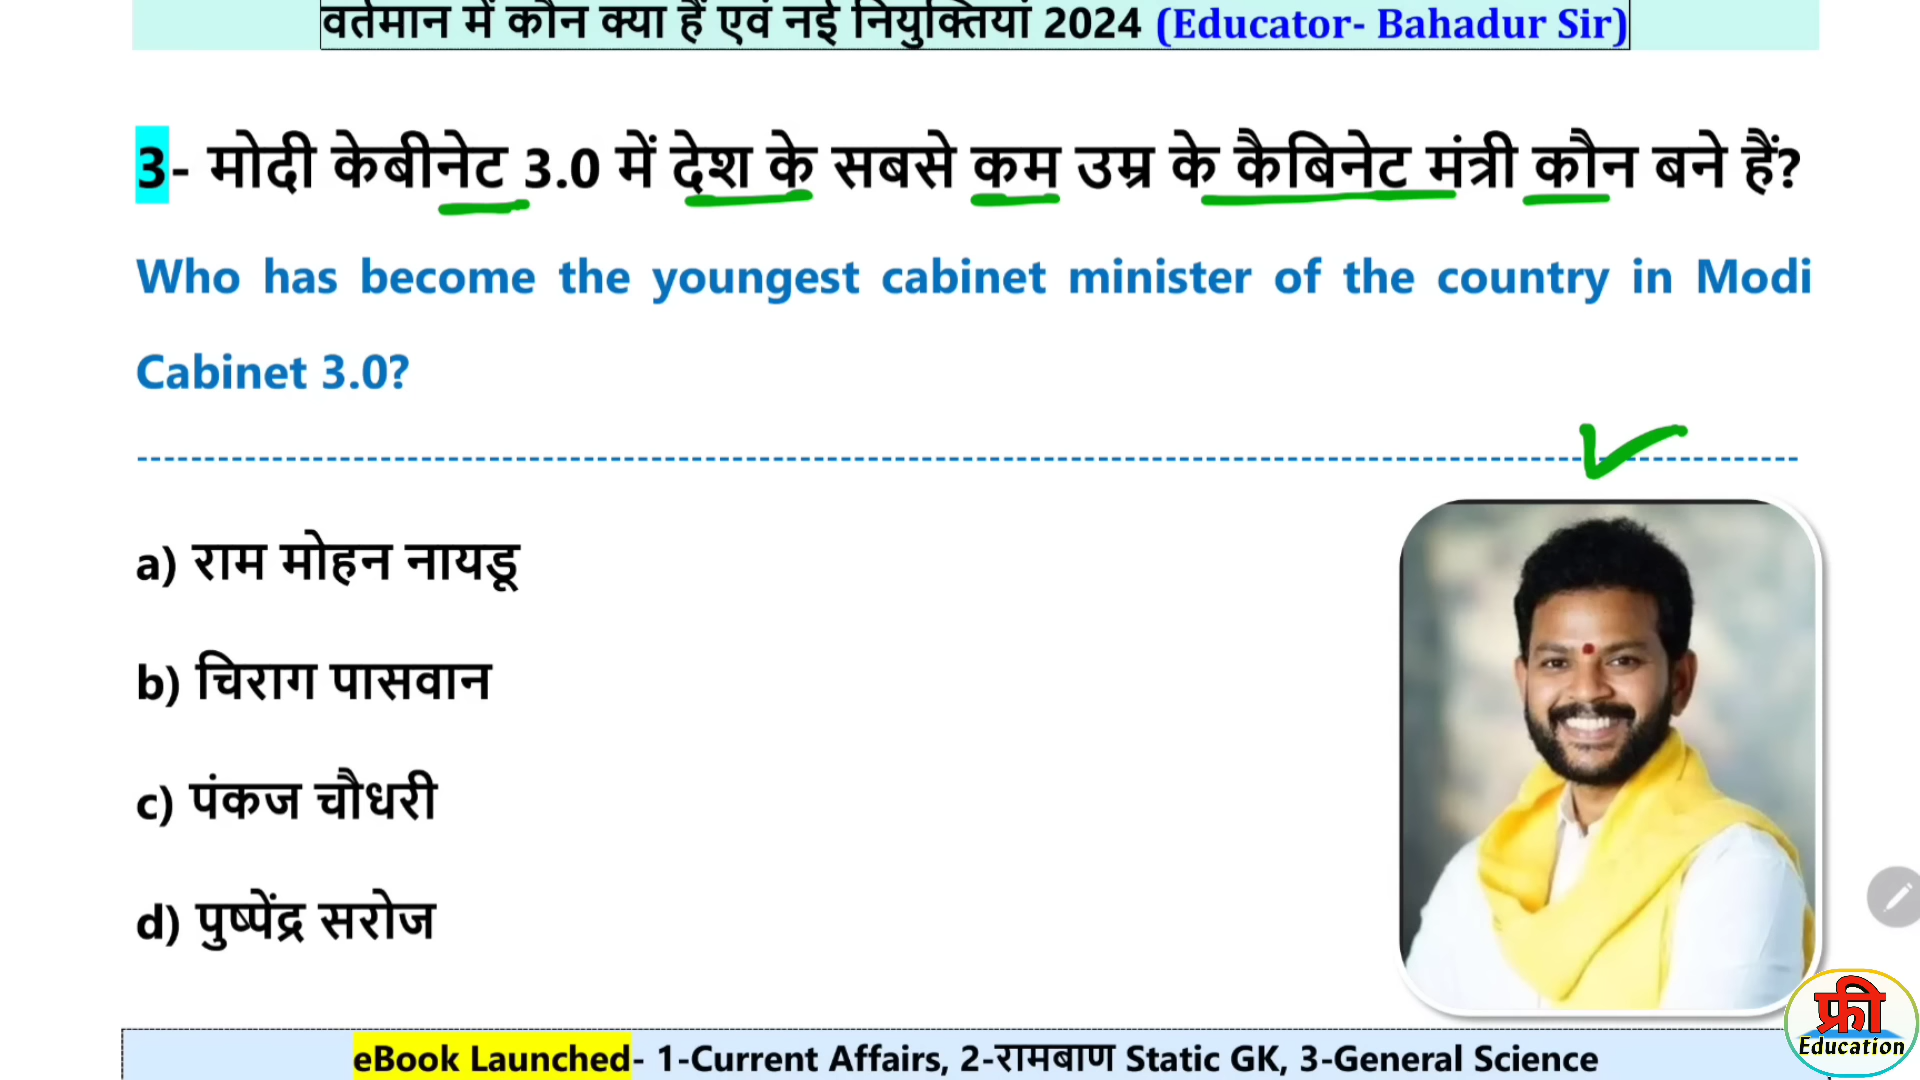 वर्तमान में कौन क्या हैं एवं नई नियुक्तियां 2024 (Educator- Bahadur Sir)
3- मोदी केबीनेट 3.0 में देश के सबसे कम उम्र के कैबिनेट मंत्री कौन बने हैं?
Who has become the youngest cabinet minister of the country in Modi
Cabinet 3.0?
a) राम मोहन नायडू
b) चिराग पासवान
c) पंकज चौधरी
d) पुष्पेंद्र सरोज
eBook Launched- 1-Current Affairs, 2-रामबाण Static GK, 3-General Science
फ्री
Education